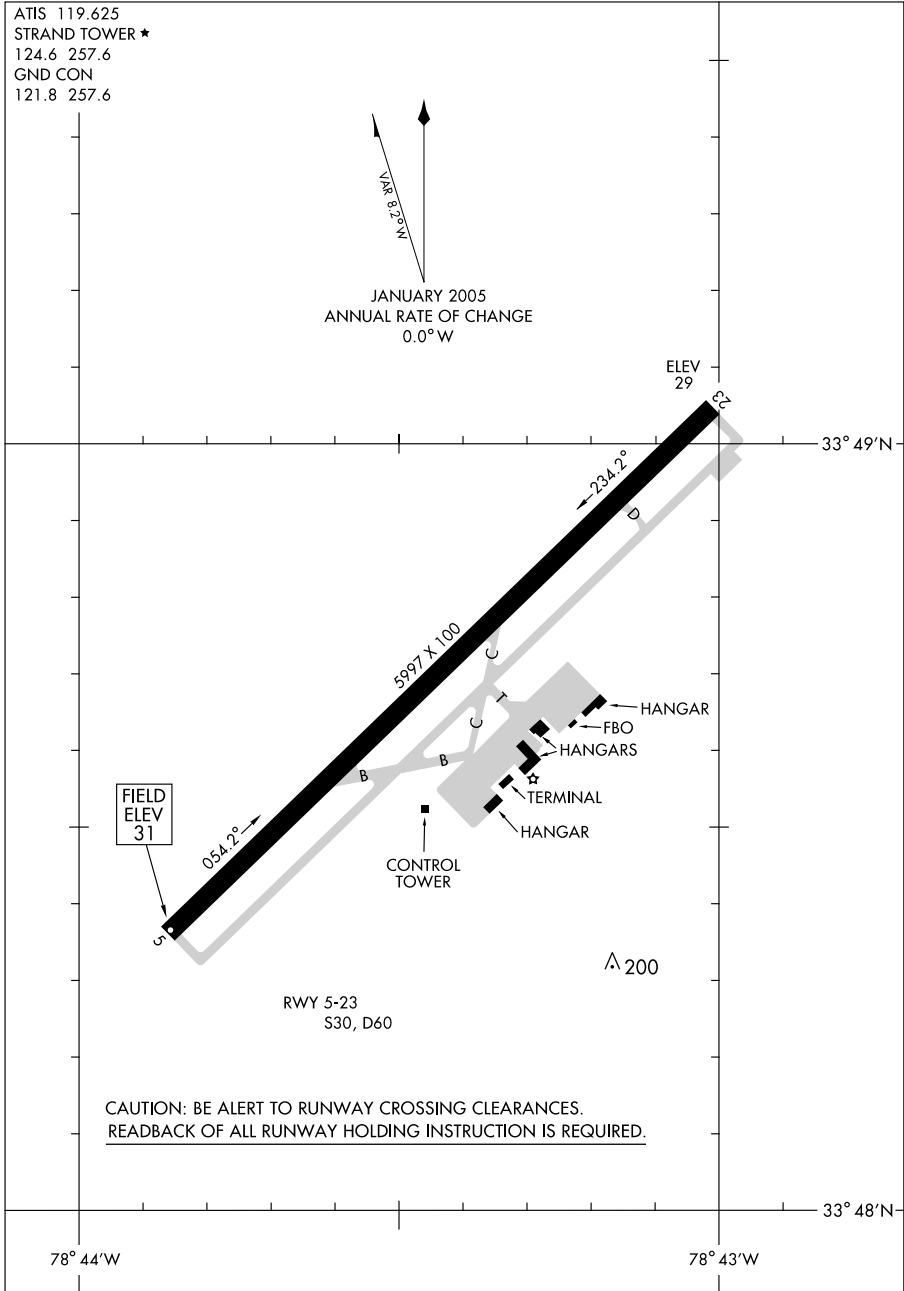 ATIS 119.625
STRAND TOWER ★
124.6 257.6
GND CON
121.8 257.6
VAR 8.2° W
JANUARY 2005
ANNUAL RATE OF CHANGE
0.0° W
ELEV
29
23
33° 49'N
234.2°
D
5997 X 100
C
T
C
HANGAR
FBO
HANGARS
B
B
TERMINAL
FIELD
ELEV
31
054.2°
HANGAR
CONTROL
TOWER
5
200
RWY 5-23
S30, D60
CAUTION: BE ALERT TO RUNWAY CROSSING CLEARANCES.
READBACK OF ALL RUNWAY HOLDING INSTRUCTION IS REQUIRED.
33° 48'N
78° 44'W
78° 43'W